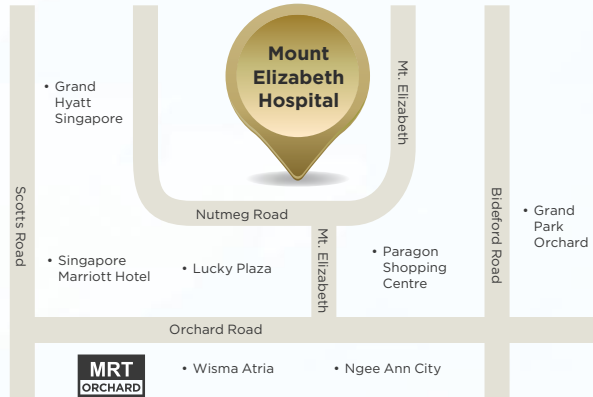 Mount
Elizabeth
Hospital
Mt. Elizabeth
• Grand
Hyatt
Singapore
Scotts Road
Nutmeg Road
Bideford Road
• Grand
Park
Orchard
• Singapore
Marriott Hotel
• Lucky Plaza
Mt. Elizabeth
• Paragon
Shopping
Centre
Orchard Road
MRT
ORCHARD
• Wisma Atria
• Ngee Ann City